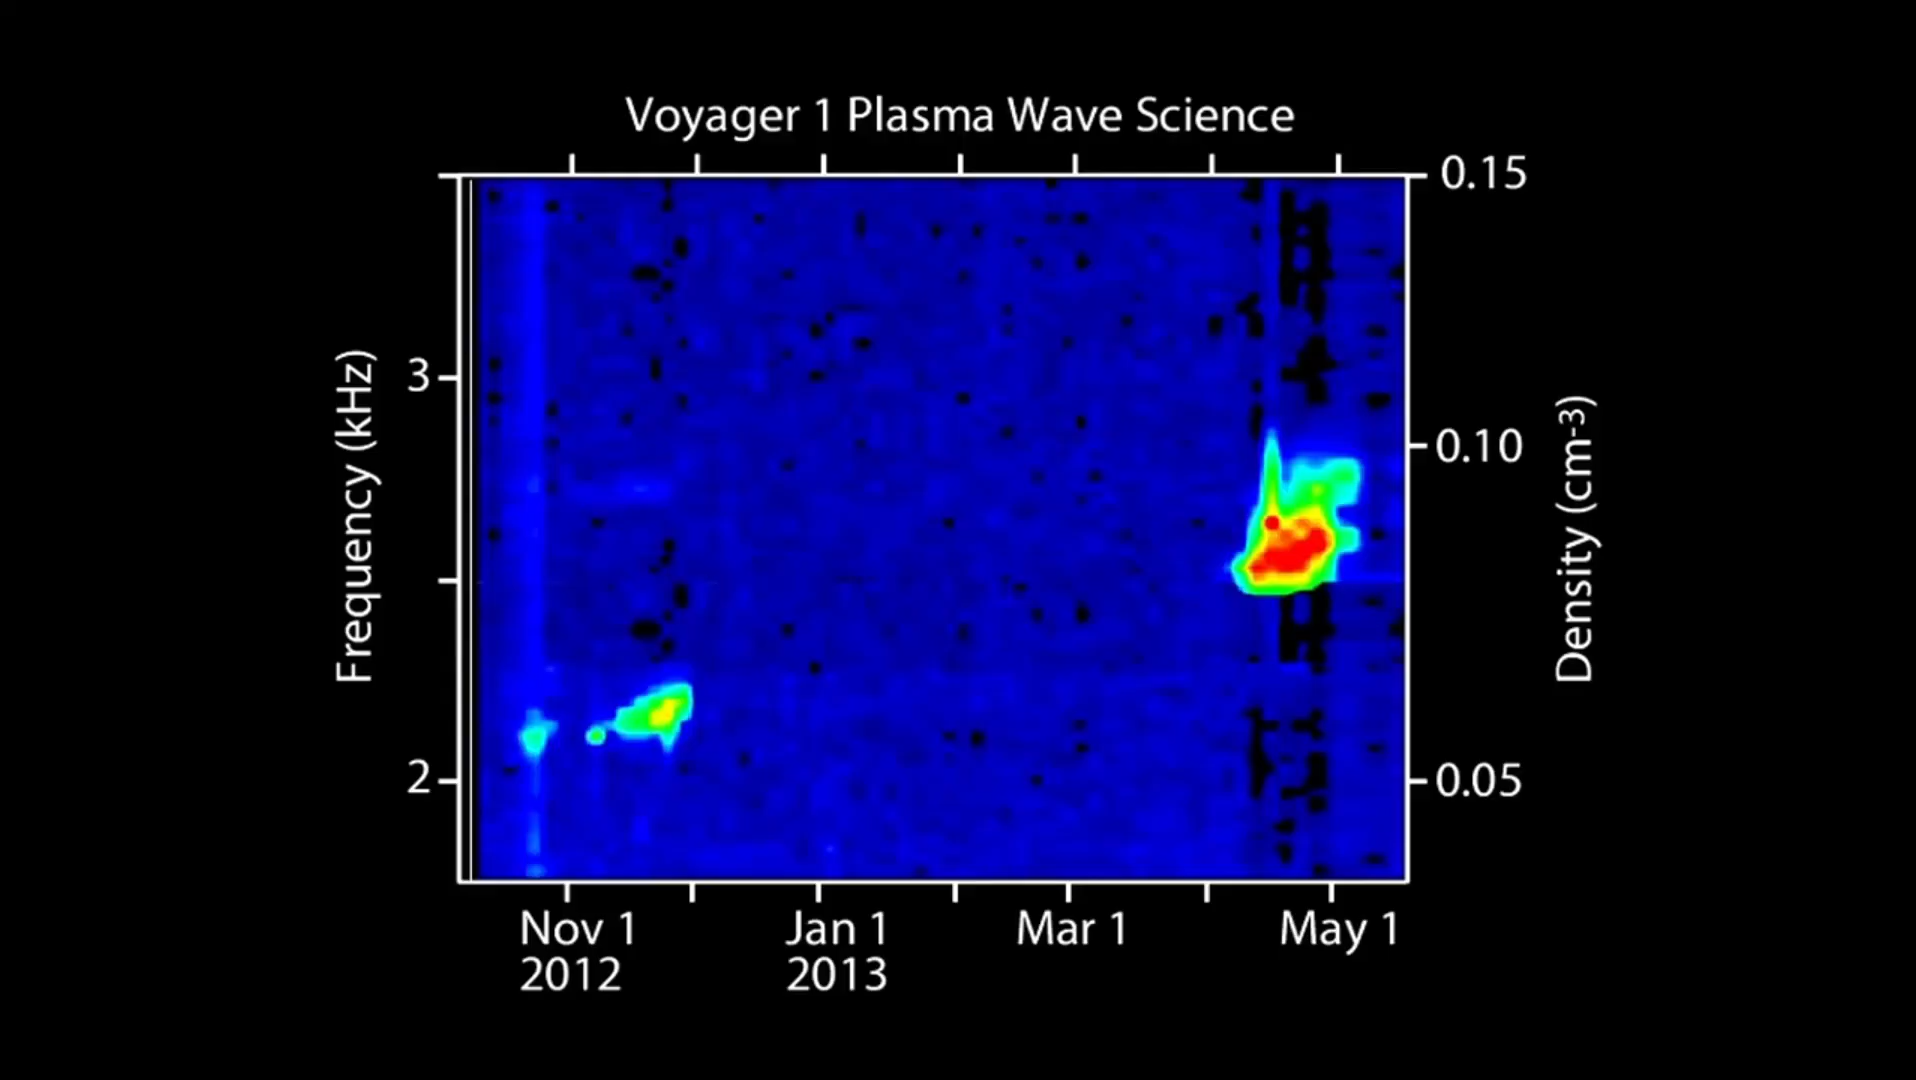 Voyager 1 Plasma Wave Science
0.15
3
0.10
2
0.05
Frequency (kHz)
Density (cm-3)
Nov 1
2012
Jan 1
2013
Mar 1
May 1